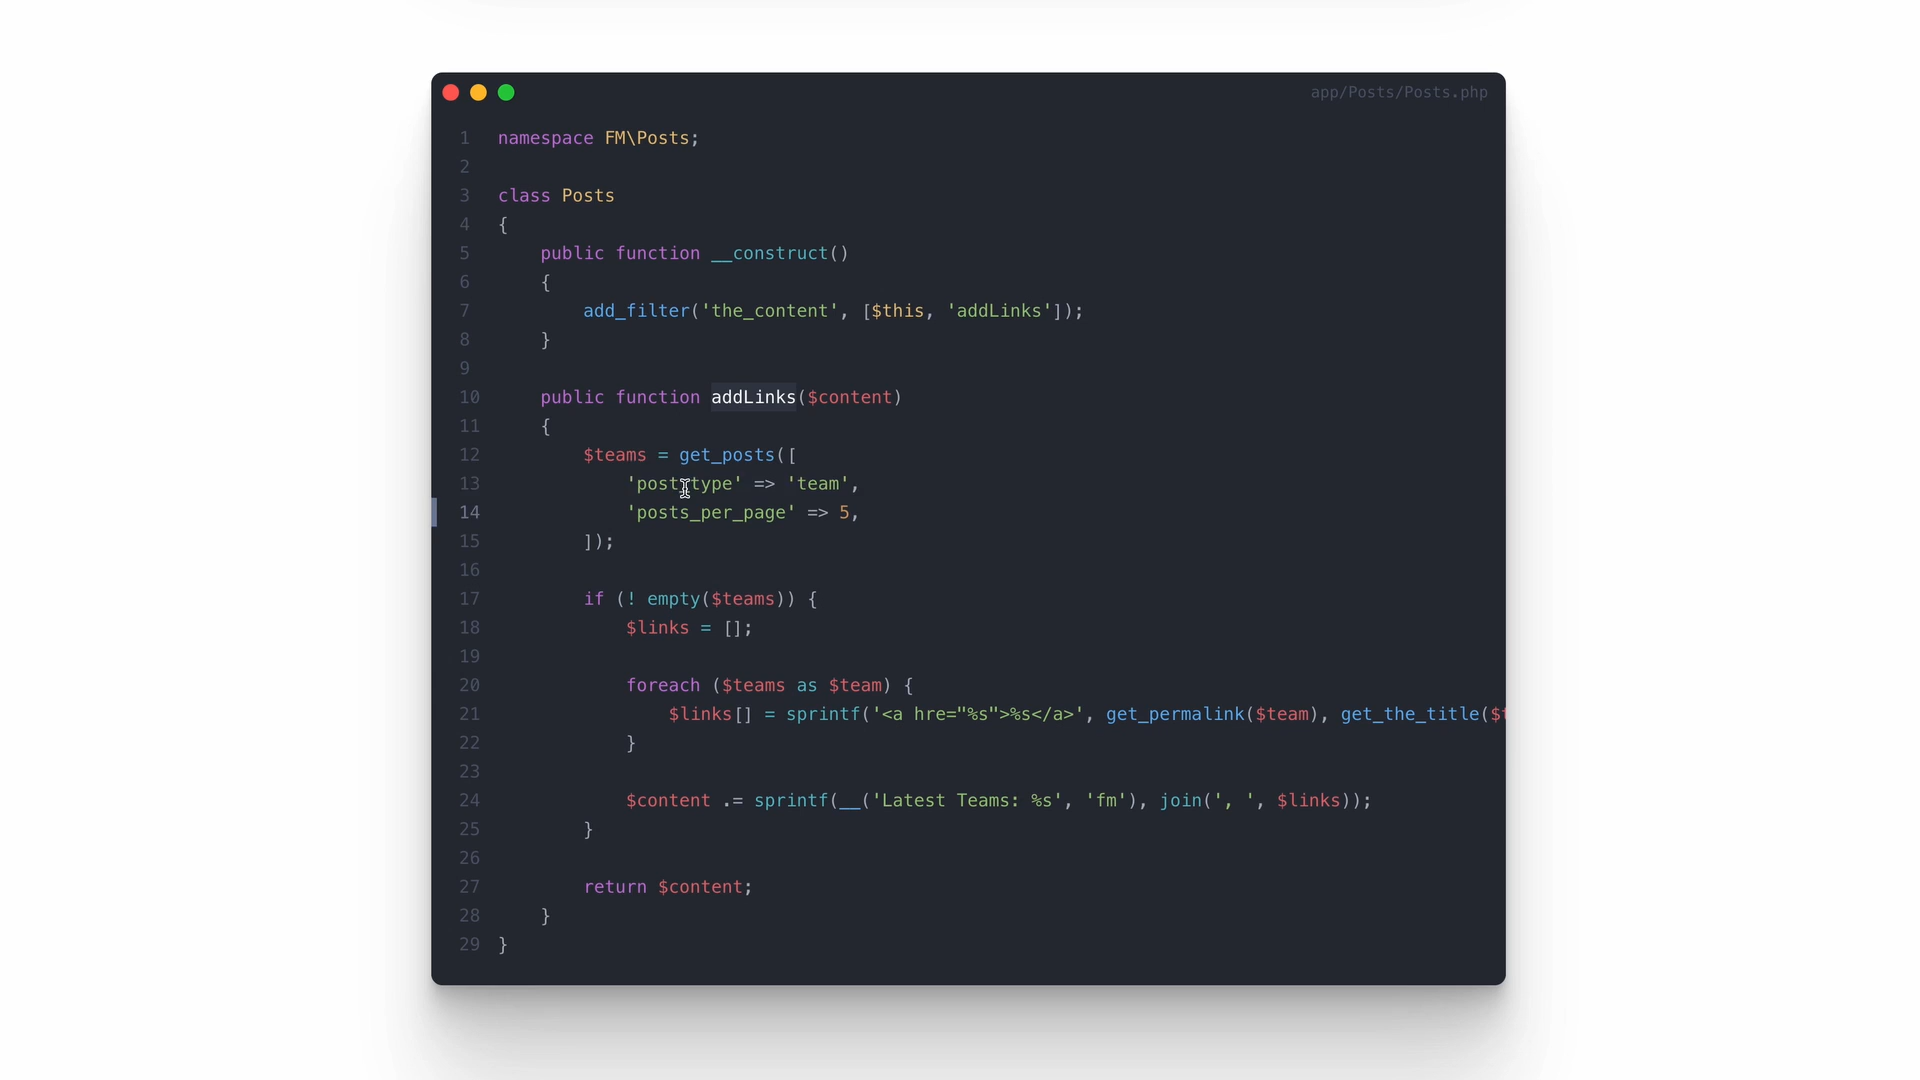 app/Posts/Posts.php
1 namespace FM\Posts;
2
3 class Posts
4 {
5 public function __construct()
6 {
7 add_filter('the_content', [$this, 'addLinks']);
8 }
9
10 public function addLinks($content)
11 {
12 $teams = get_posts([
13 'post_type' => 'team',
14 'posts_per_page' => 5,
15 ]);
16
17 if (! empty($teams)) {
18 $links = [];
19
20 foreach ($teams as $team) {
21 $links[] = sprintf('<a hre="%s">%s</a>', get_permalink($team), get_the_title($t
22 }
23
24 $content .= sprintf(__('Latest Teams: %s', 'fm'), join(', ', $links));
25 }
26
27 return $content;
28 }
29 }